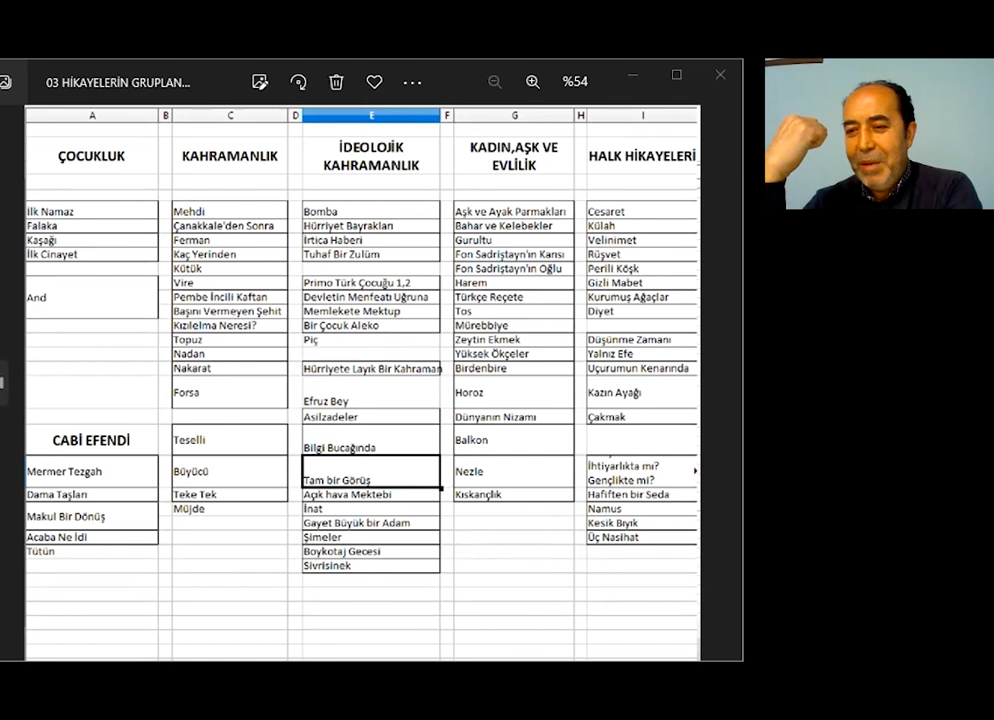 03 HİKAYELERİN GRUPLAN...
%54
A B C D E F G H I
ÇOCUKLUK
İlk Namaz
Falaka
Kaşağı
İlk Cinayet
And
CABİ EFENDİ
Mermer Tezgah
Dama Taşları
Makul Bir Dönüş
Acaba Ne İdi
Tütün
KAHRAMANLIK
Mehdi
Çanakkale'den Sonra
Ferman
Kaç Yerinden
Kütük
Vire
Pembe İncili Kaftan
Başını Vermeyen Şehit
Kızılelma Neresi?
Topuz
Nadan
Nakarat
Forsa
Teselli
Büyücü
Teke Tek
Müjde
İDEOLOJİK
KAHRAMANLIK
Bomba
Hürriyet Bayrakları
İrtica Haberi
Tuhaf Bir Zulüm
Primo Türk Çocuğu 1,2
Devletin Menfeatı Uğruna
Memlekete Mektup
Bir Çocuk Aleko
Piç
Hürriyete Layık Bir Kahraman
Efruz Bey
Asilzadeler
Bilgi Bucağında
Tam bir Görüş
Açık hava Mektebi
İnat
Gayet Büyük bir Adam
Şimeler
Boykotaj Gecesi
Sivrisinek
KADIN,AŞK VE
EVLİLİK
Aşk ve Ayak Parmakları
Bahar ve Kelebekler
Gurultu
Fon Sadriştayn'ın Karısı
Fon Sadriştayn'ın Oğlu
Harem
Türkçe Reçete
Tos
Mürebbiye
Zeytin Ekmek
Yüksek Ökçeler
Birdenbire
Horoz
Dünyanın Nizamı
Balkon
Nezle
Kıskançlık
HALK HİKAYELERİ
Cesaret
Külah
Velinimet
Rüşvet
Perili Köşk
Gizli Mabet
Kurumuş Ağaçlar
Diyet
Düşünme Zamanı
Yalnız Efe
Uçurumun Kenarında
Kazın Ayağı
Çakmak
İhtiyarlıkta mı?
Gençlikte mi?
Hafiften bir Seda
Namus
Kesik Bıyık
Üç Nasihat